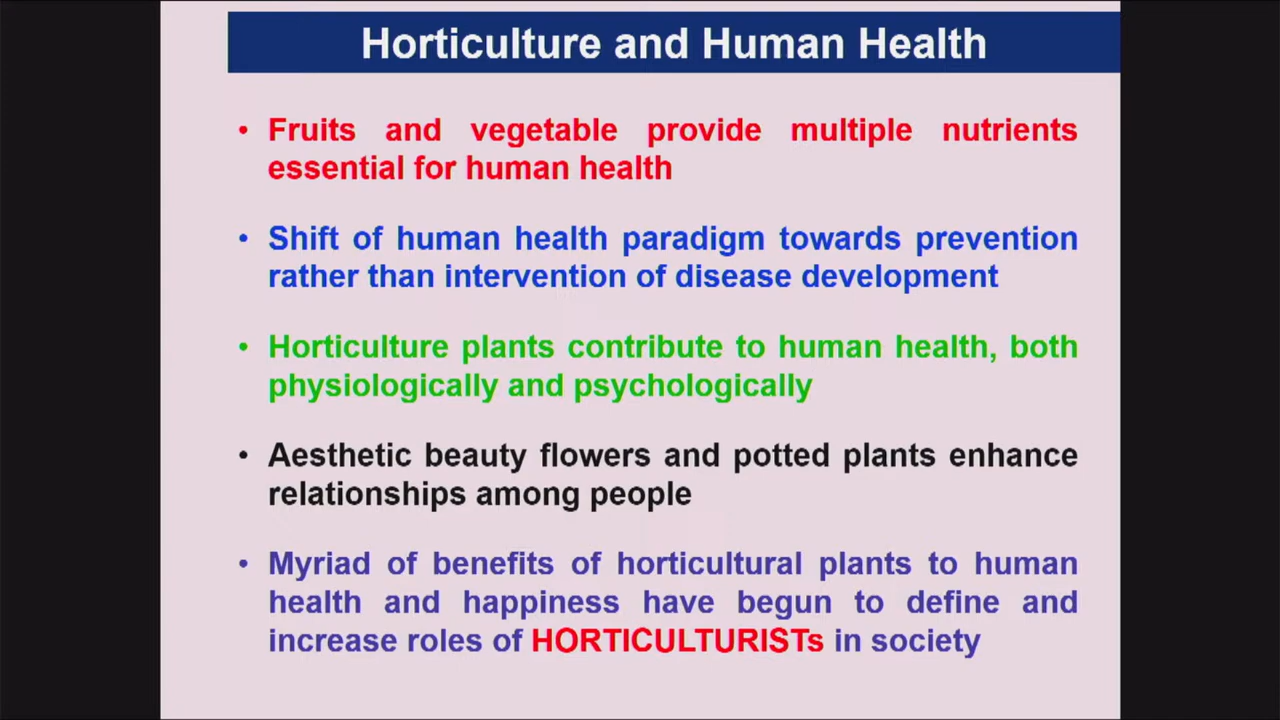 Horticulture and Human Health
• Fruits and vegetable provide multiple nutrients
essential for human health
• Shift of human health paradigm towards prevention
rather than intervention of disease development
• Horticulture plants contribute to human health, both
physiologically and psychologically
• Aesthetic beauty flowers and potted plants enhance
relationships among people
• Myriad of benefits of horticultural plants to human
health and happiness have begun to define and
increase roles of HORTICULTURISTs in society